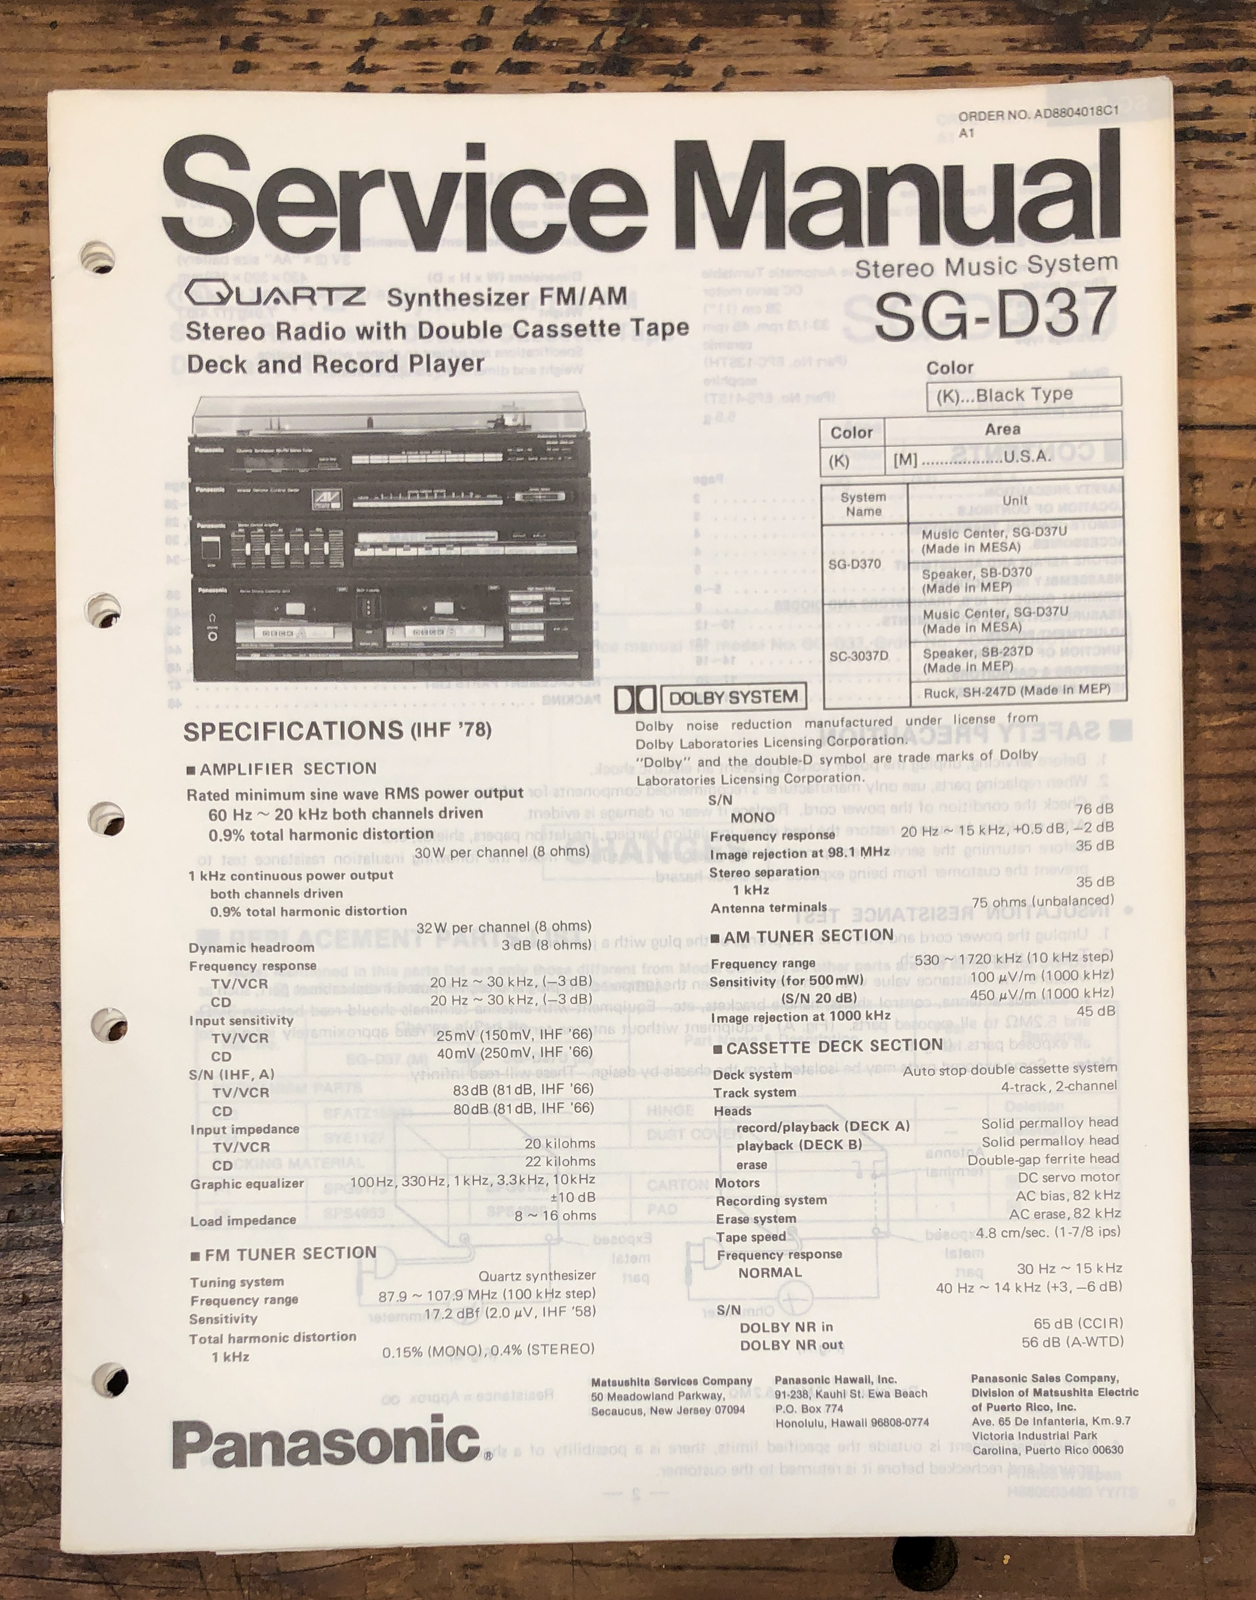 ORDER NO. AD8804018C1
A1
Service Manual
Stereo Music System
SG-D37
QUARTZ Synthesizer FM/AM
Stereo Radio with Double Cassette Tape
Deck and Record Player
Color
(K)...Black Type
Color Area
(K) [M] ...................U.S.A.
System Name Unit
SG-D370 Music Center, SG-D37U
(Made in MESA)
Speaker, SB-D370
(Made in MEP)
SC-3037D Music Center, SG-D37U
(Made in MESA)
Speaker, SB-237D
(Made in MEP)
Ruck, SH-247D (Made in MEP)
Panasonic
Panasonic
AV
Panasonic
Panasonic
DOLBY SYSTEM
Dolby noise reduction manufactured under license from
Dolby Laboratories Licensing Corporation.
"Dolby" and the double-D symbol are trade marks of Dolby
Laboratories Licensing Corporation.
SPECIFICATIONS (IHF '78)
■ AMPLIFIER SECTION
Rated minimum sine wave RMS power output
60 Hz ~ 20 kHz both channels driven
0.9% total harmonic distortion
30W per channel (8 ohms)
1 kHz continuous power output
both channels driven
0.9% total harmonic distortion
32W per channel (8 ohms)
Dynamic headroom 3 dB (8 ohms)
Frequency response
TV/VCR 20 Hz ~ 30 kHz, (−3 dB)
CD 20 Hz ~ 30 kHz, (−3 dB)
Input sensitivity
TV/VCR 25mV (150mV, IHF '66)
CD 40mV (250mV, IHF '66)
S/N (IHF, A)
TV/VCR 83dB (81dB, IHF '66)
CD 80dB (81dB, IHF '66)
Input impedance
TV/VCR 20 kilohms
CD 22 kilohms
Graphic equalizer 100Hz, 330Hz, 1kHz, 3.3kHz, 10kHz
±10 dB
Load impedance 8 ~ 16 ohms
■ FM TUNER SECTION
Tuning system Quartz synthesizer
Frequency range 87.9 ~ 107.9 MHz (100 kHz step)
Sensitivity 17.2 dBf (2.0 μV, IHF '58)
Total harmonic distortion
1 kHz 0.15% (MONO), 0.4% (STEREO)
S/N
MONO 76 dB
Frequency response 20 Hz ~ 15 kHz, +0.5 dB, −2 dB
Image rejection at 98.1 MHz 35 dB
Stereo separation
1 kHz 35 dB
Antenna terminals 75 ohms (unbalanced)
■ AM TUNER SECTION
Frequency range 530 ~ 1720 kHz (10 kHz step)
Sensitivity (for 500mW) 100 μV/m (1000 kHz)
(S/N 20 dB) 450 μV/m (1000 kHz)
Image rejection at 1000 kHz 45 dB
■ CASSETTE DECK SECTION
Deck system Auto stop double cassette system
Track system 4-track, 2-channel
Heads
record/playback (DECK A) Solid permalloy head
playback (DECK B) Solid permalloy head
erase Double-gap ferrite head
Motors DC servo motor
Recording system AC bias, 82 kHz
Erase system AC erase, 82 kHz
Tape speed 4.8 cm/sec. (1-7/8 ips)
Frequency response
NORMAL 30 Hz ~ 15 kHz
40 Hz ~ 14 kHz (+3, −6 dB)
S/N
DOLBY NR in 65 dB (CCIR)
DOLBY NR out 56 dB (A-WTD)
Panasonic®
Matsushita Services Company
50 Meadowland Parkway,
Secaucus, New Jersey 07094
Panasonic Hawaii, Inc.
91-238, Kauhi St. Ewa Beach
P.O. Box 774
Honolulu, Hawaii 96808-0774
Panasonic Sales Company,
Division of Matsushita Electric
of Puerto Rico, Inc.
Ave. 65 De Infanteria, Km.9.7
Victoria Industrial Park
Carolina, Puerto Rico 00630